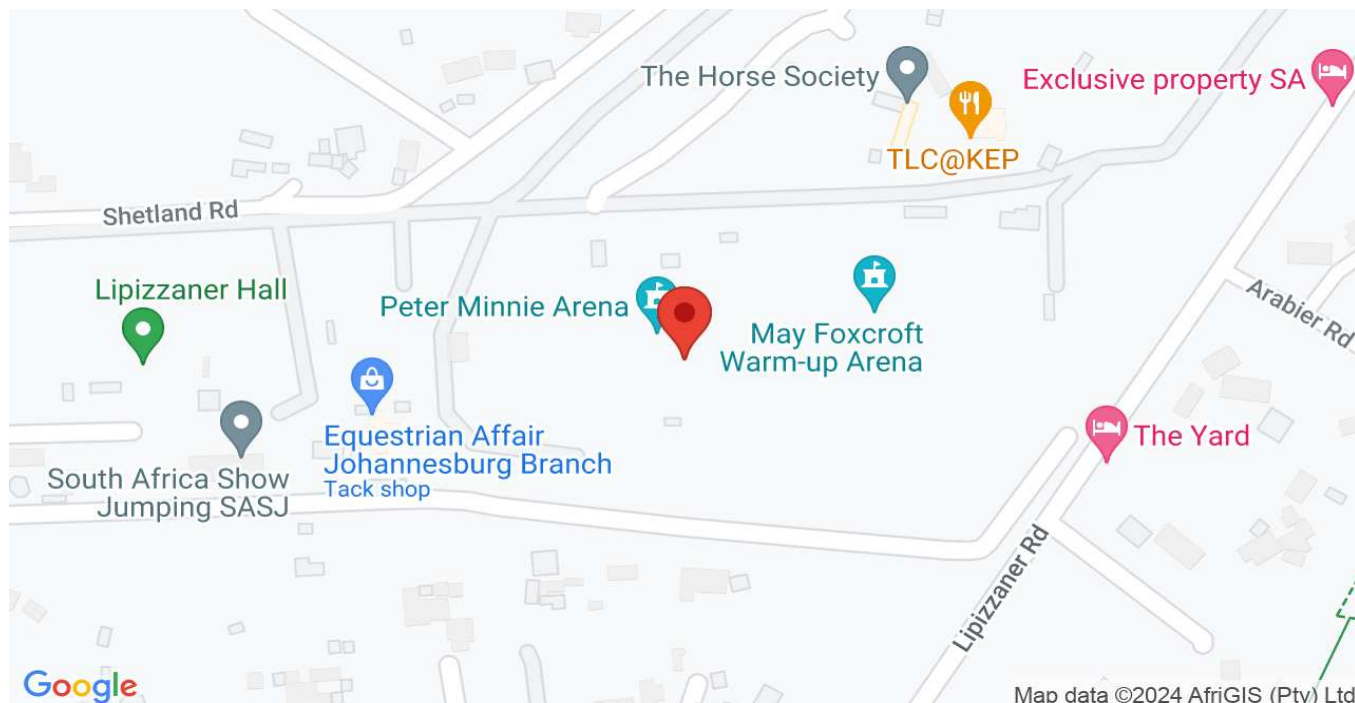 The Horse Society
Exclusive property SA
TLC@KEP
Shetland Rd
Lipizzaner Hall
Peter Minnie Arena
May Foxcroft
Warm-up Arena
Arabier Rd
Equestrian Affair
Johannesburg Branch
Tack shop
The Yard
South Africa Show
Jumping SASJ
Lipizzaner Rd
Google
Map data ©2024 AfriGIS (Pty) Ltd